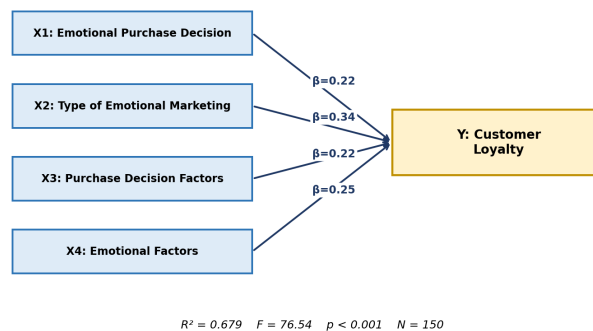 X1: Emotional Purchase Decision
β=0.22
X2: Type of Emotional Marketing
β=0.34
Y: Customer
Loyalty
β=0.22
X3: Purchase Decision Factors
β=0.25
X4: Emotional Factors
R² = 0.679 F = 76.54 p < 0.001 N = 150